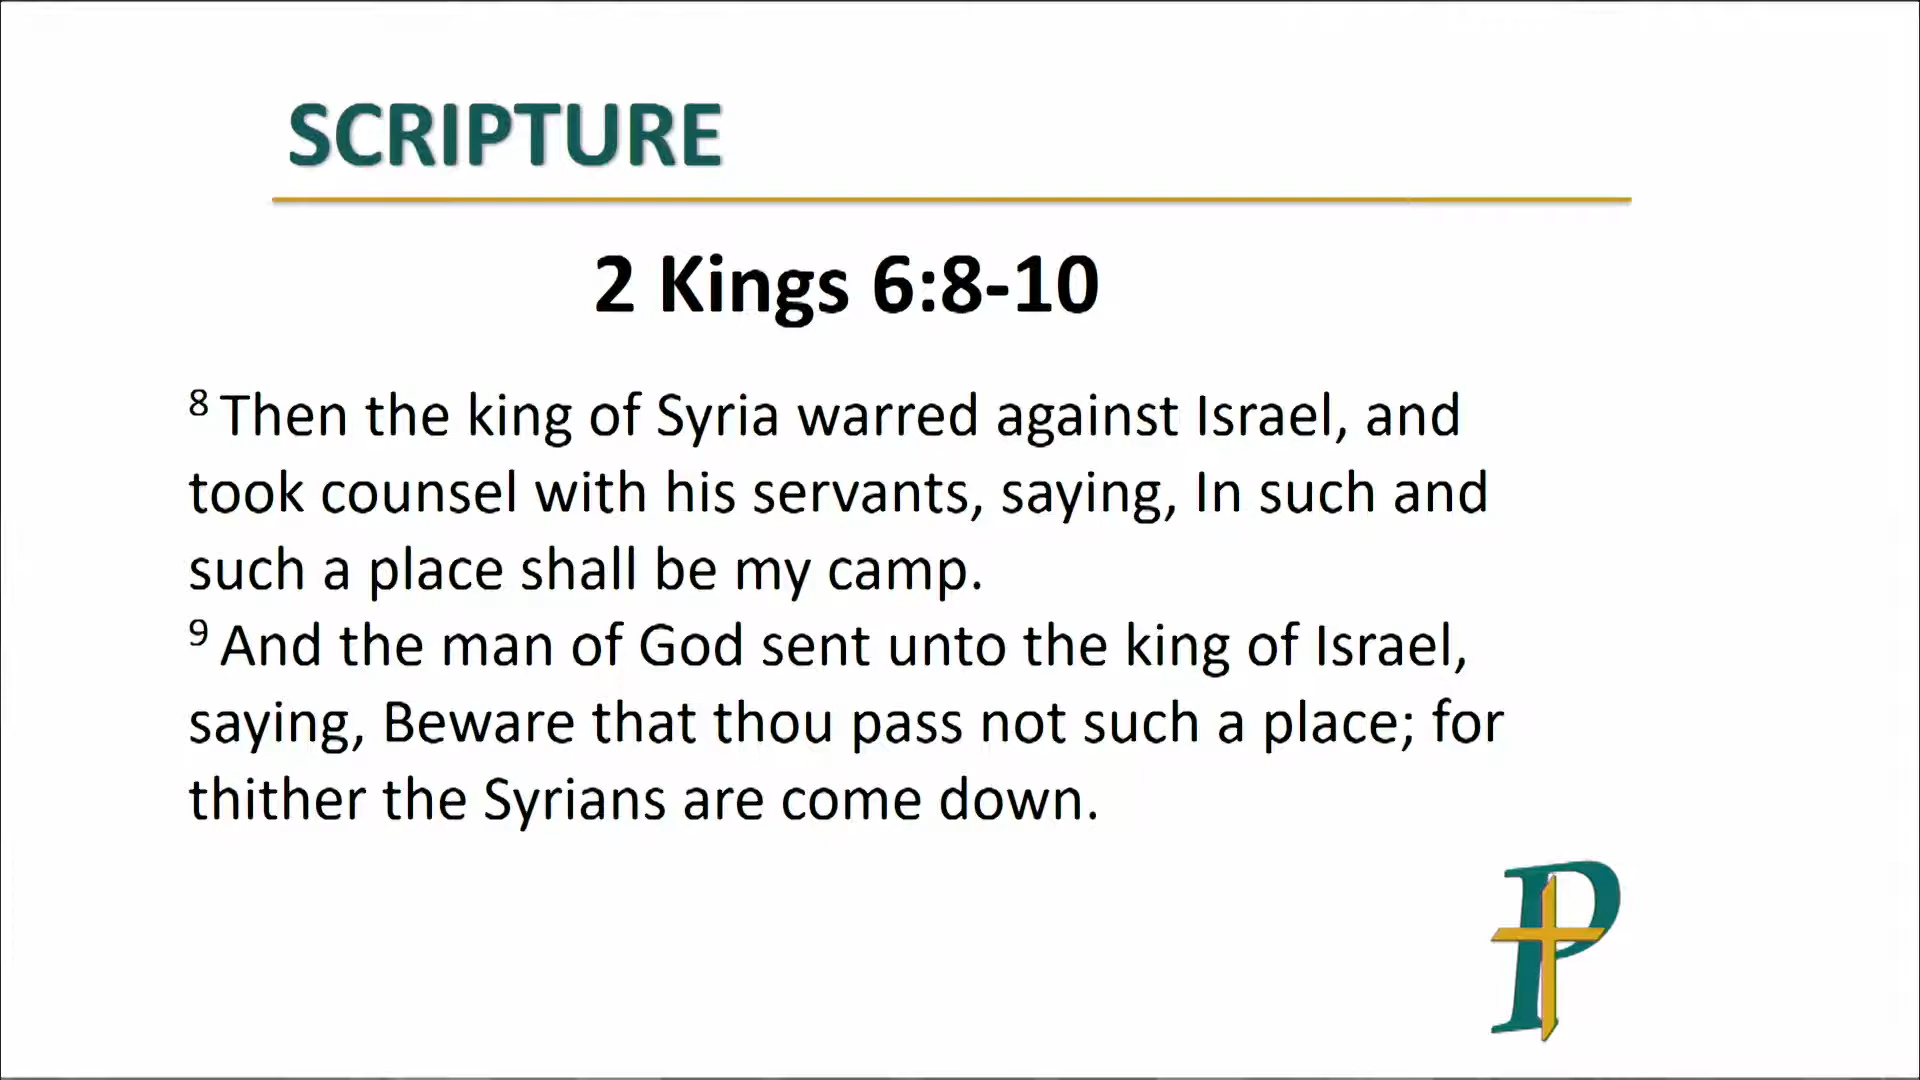 SCRIPTURE
2 Kings 6:8-10
8 Then the king of Syria warred against Israel, and
took counsel with his servants, saying, In such and
such a place shall be my camp.
9 And the man of God sent unto the king of Israel,
saying, Beware that thou pass not such a place; for
thither the Syrians are come down.
P